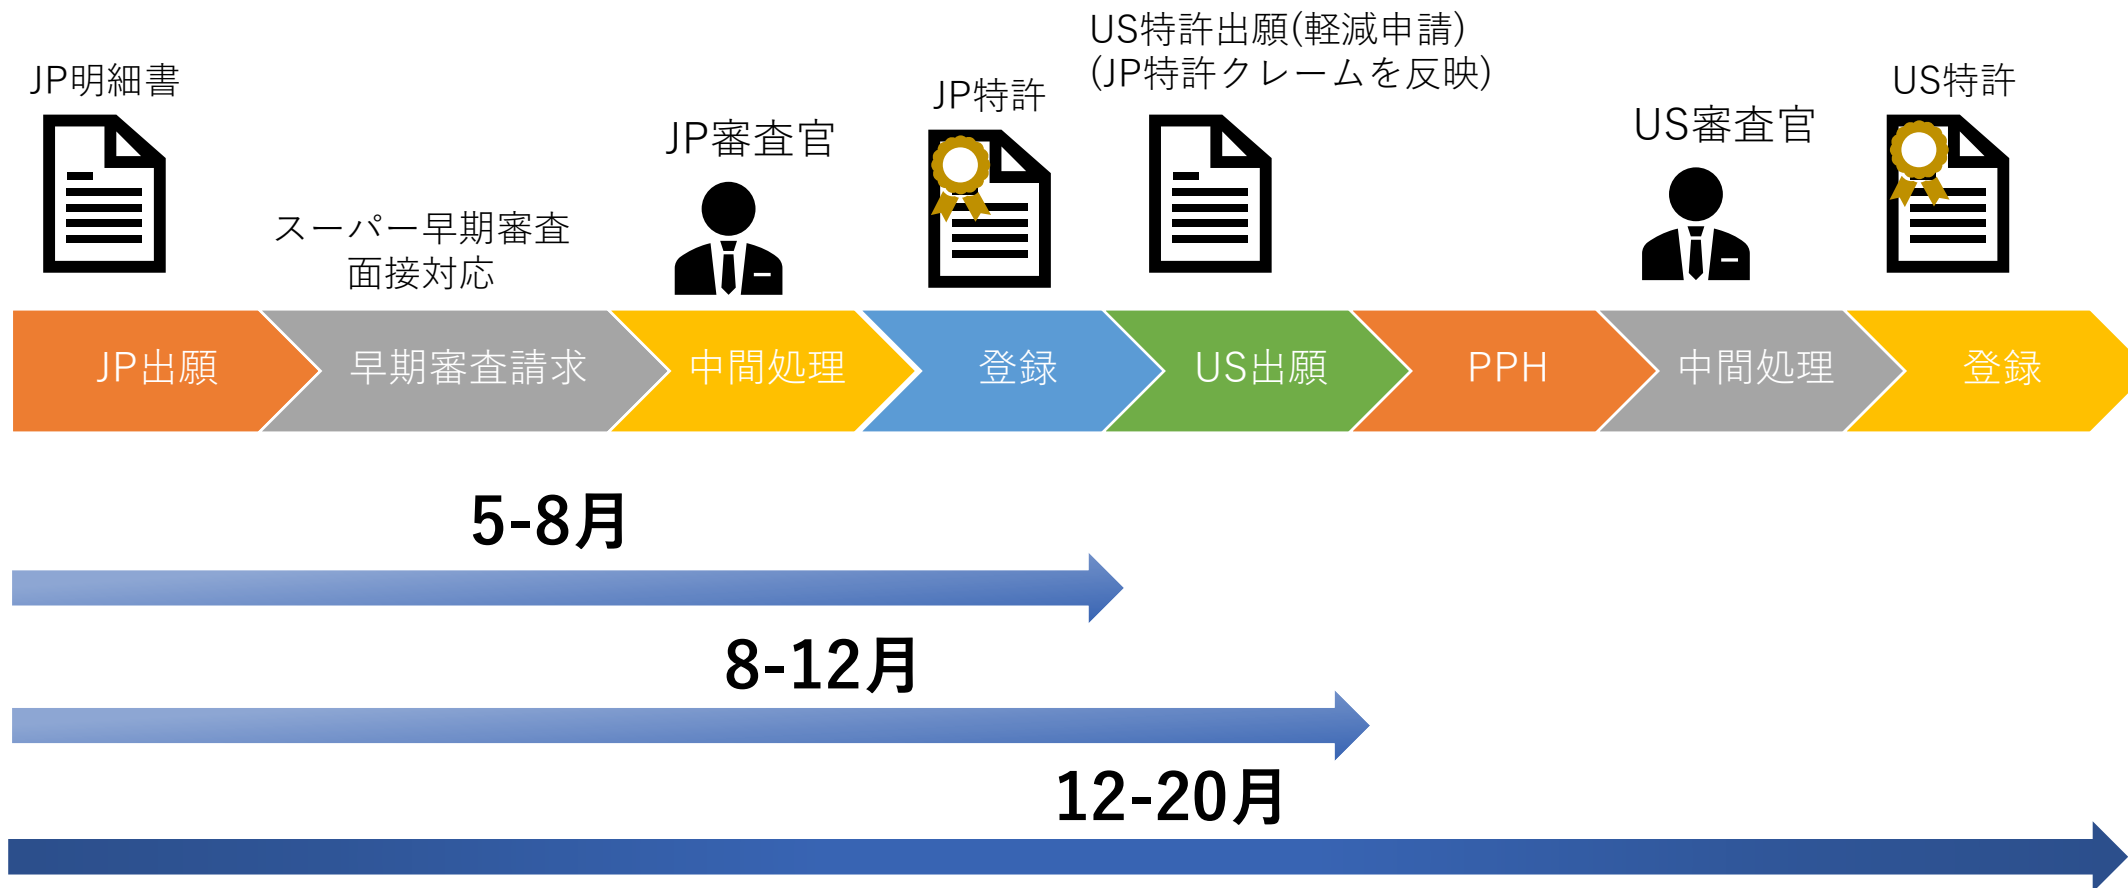 US特許出願(軽減申請)
(JP特許クレームを反映)
JP明細書
JP特許
US特許
JP審査官
US審査官
スーパー早期審査
面接対応
JP出願
早期審査請求
中間処理
登録
US出願
PPH
中間処理
登録
5-8月
8-12月
12-20月